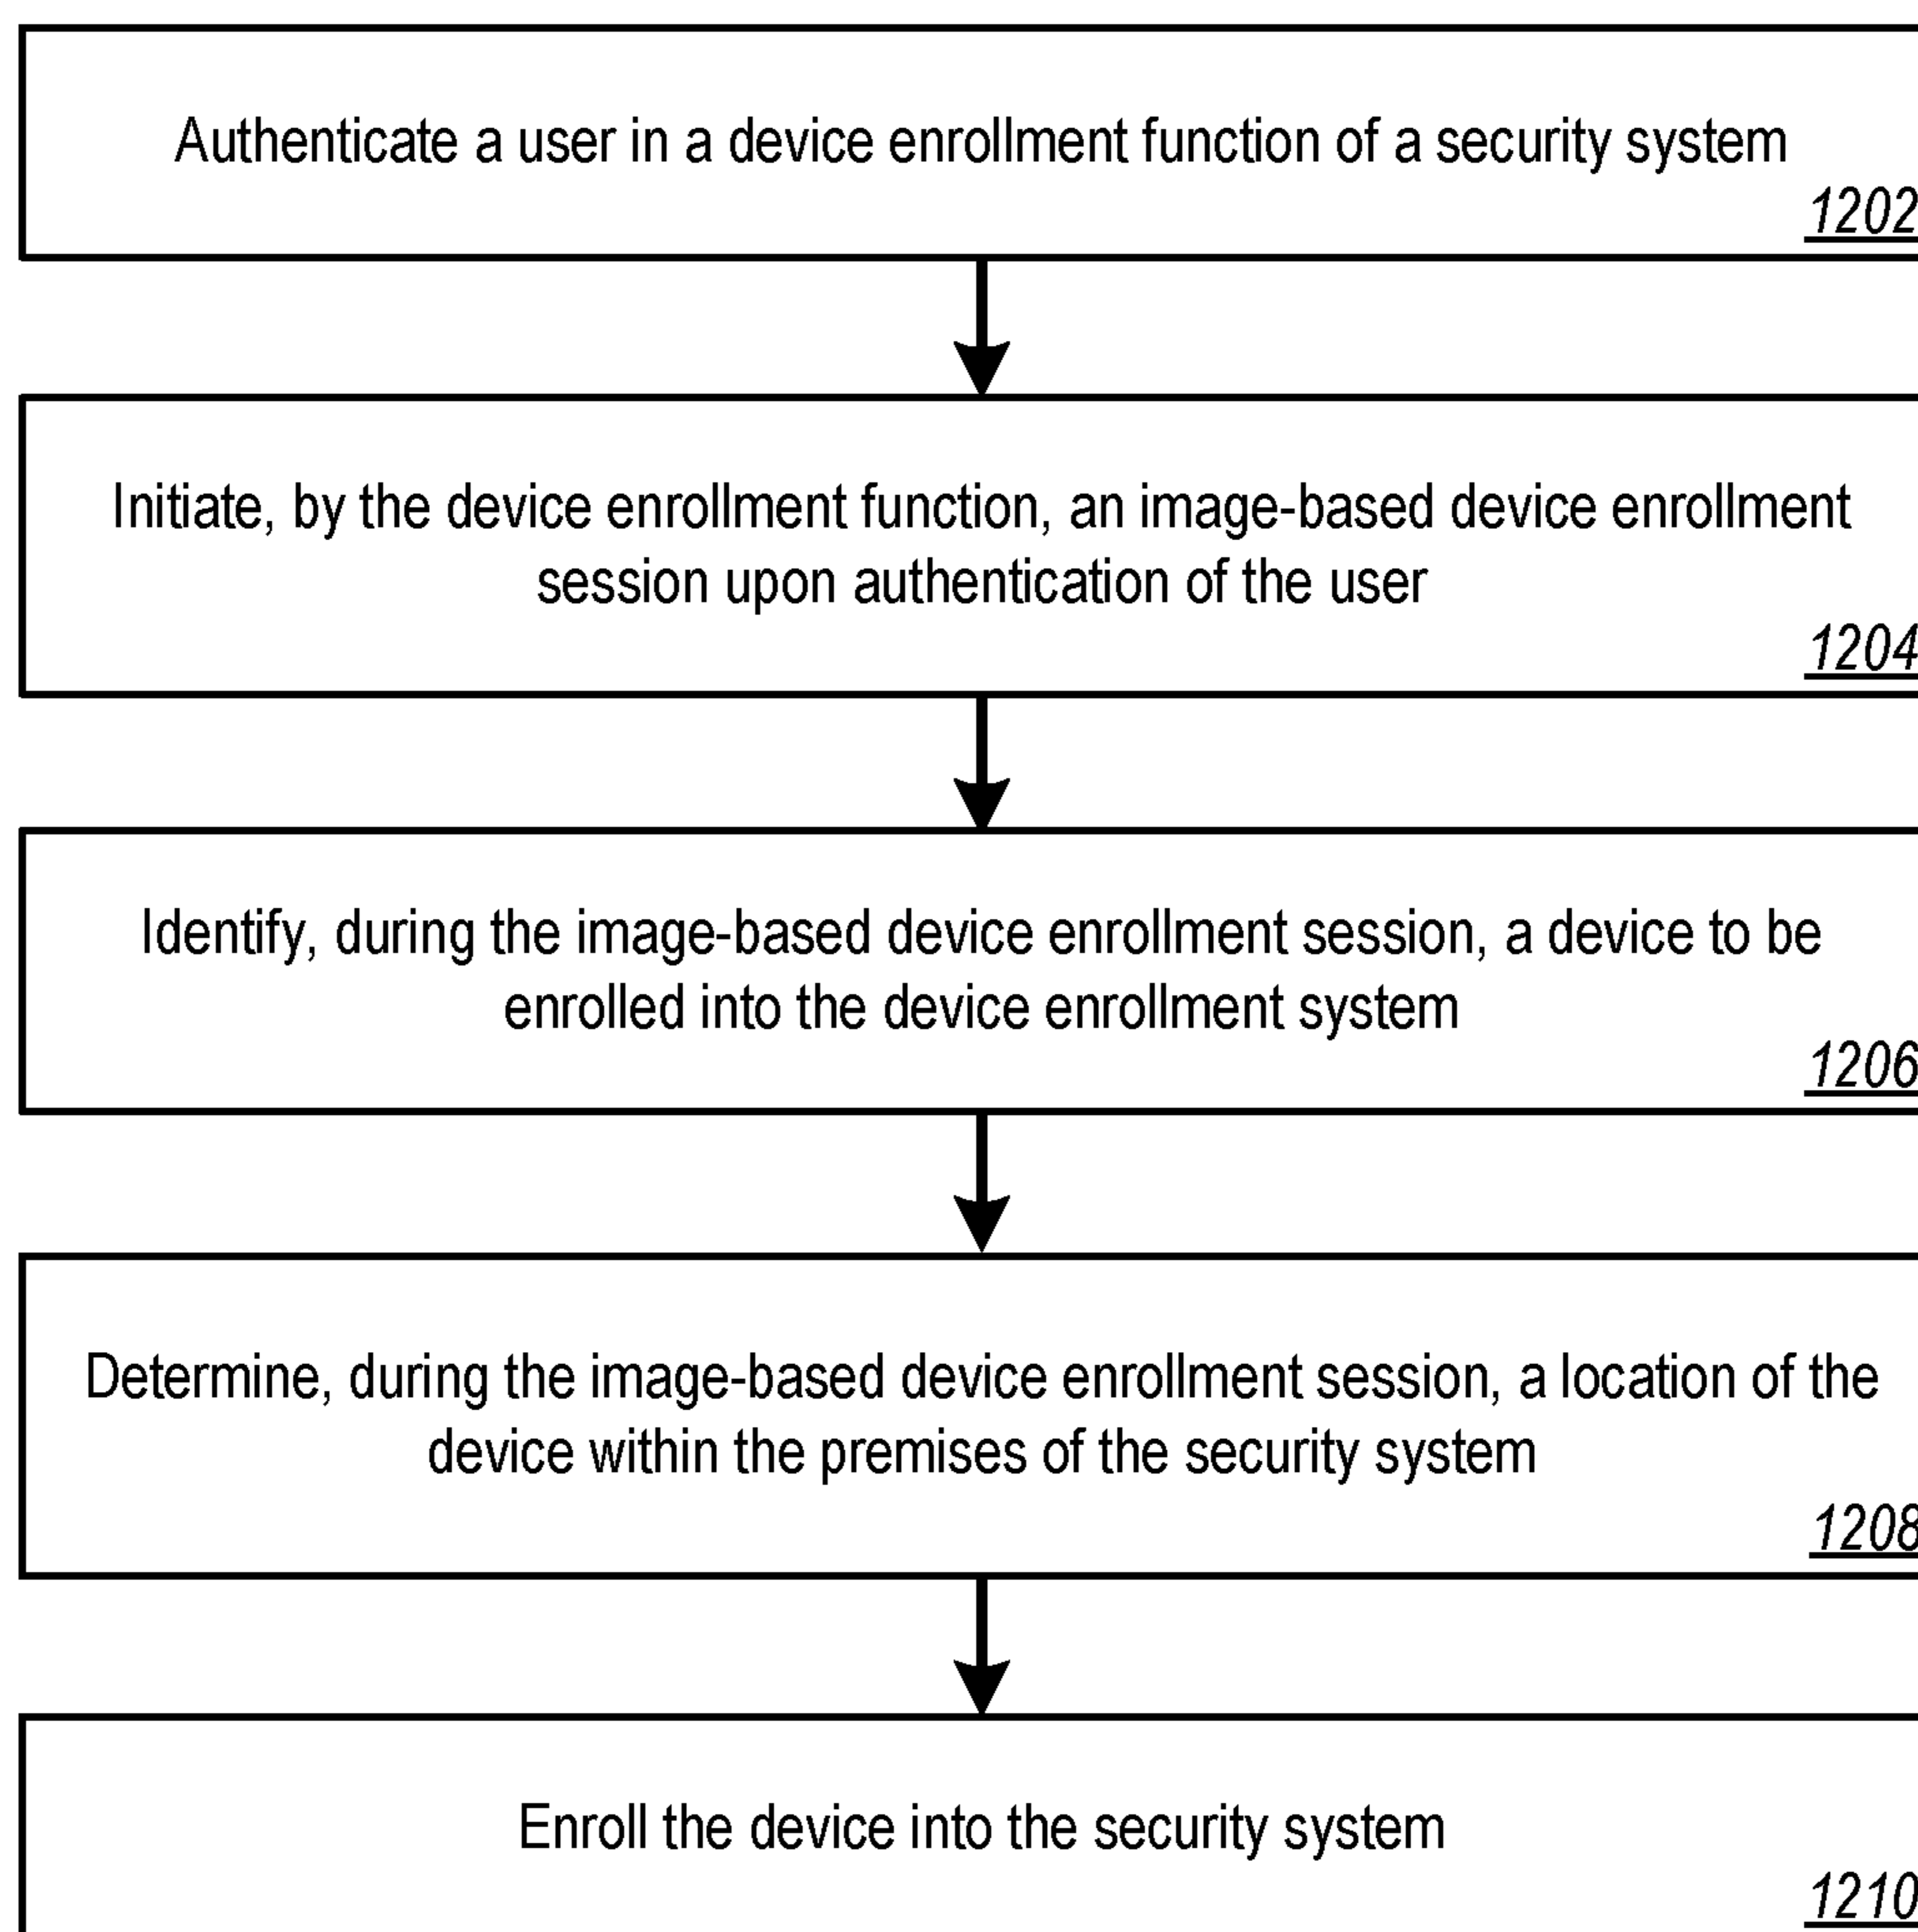 Authenticate a user in a device enrollment function of a security system
1202
Initiate, by the device enrollment function, an image-based device enrollment
session upon authentication of the user
1204
Identify, during the image-based device enrollment session, a device to be
enrolled into the device enrollment system
1206
Determine, during the image-based device enrollment session, a location of the
device within the premises of the security system
1208
Enroll the device into the security system
1210